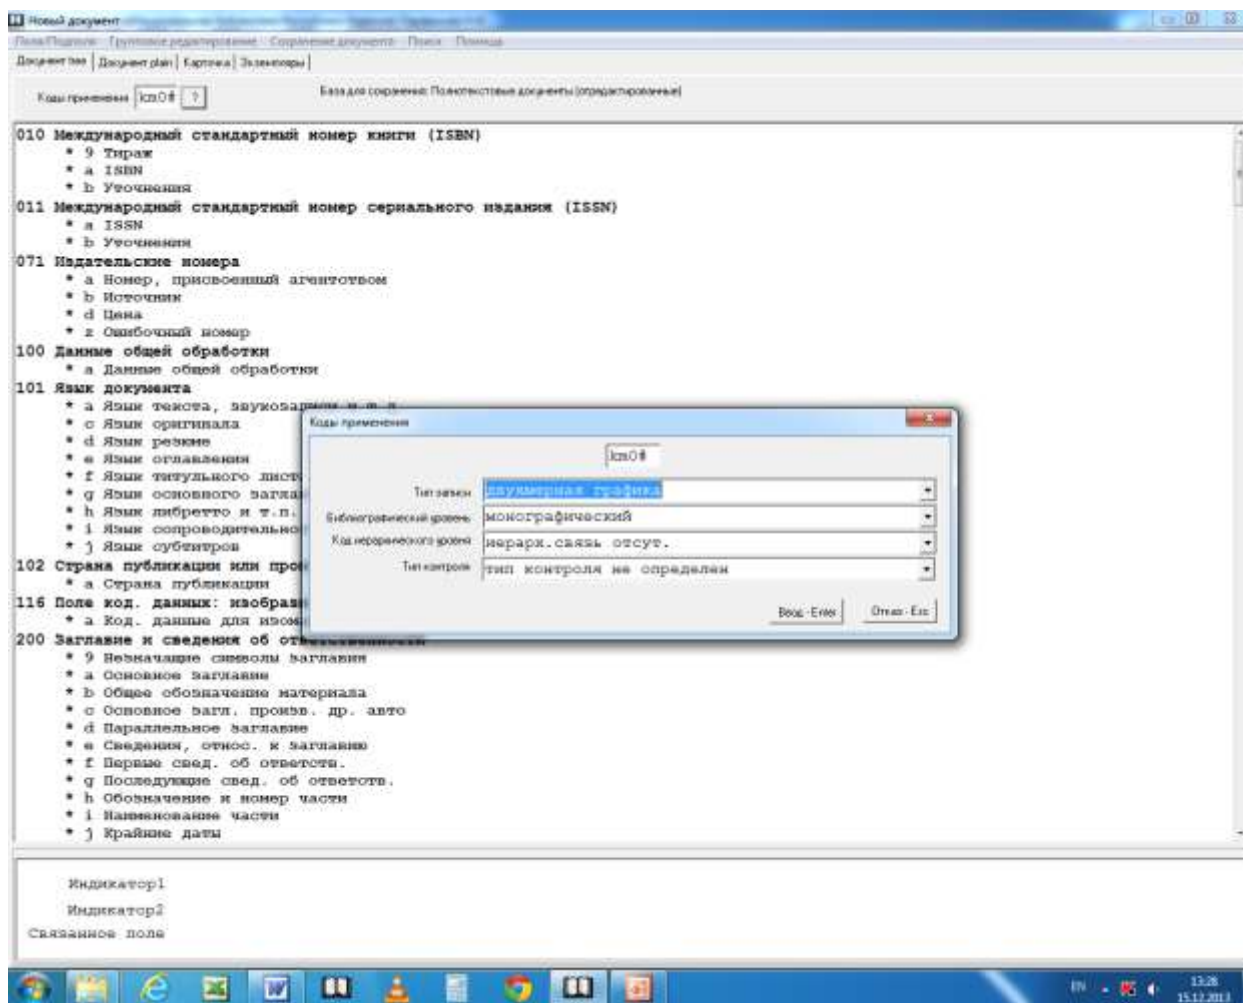 Новый документ
Поля/Подполя Групповое редактирование Сохранение документа Поиск Помощь
Документ tree Документ plain Карточка Экземпляры
Коды применения km0# ? База для сохранения: Полнотекстовые документы (отредактированные)
010 Международный стандартный номер книги (ISBN)
* 9 Тираж
* a ISBN
* b Уточнения
011 Международный стандартный номер сериального издания (ISSN)
* a ISSN
* b Уточнения
071 Издательские номера
* a Номер, присвоенный агентством
* b Источник
* d Цена
* z Ошибочный номер
100 Данные общей обработки
* a Данные общей обработки
101 Язык документа
* a Язык текста, звукозаписи и т.д.
* c Язык оригинала
* d Язык резюме
* e Язык оглавления
* f Язык титульного лист
* g Язык основного заглав
* h Язык либретто и т.п.
* i Язык сопроводительно
* j Язык субтитров
102 Страна публикации или прои
* a Страна публикации
116 Поле код. данных: изобрази
* a Код. данные для изом
200 Заглавие и сведения об ответственности
* 9 Незначащие символы заглавия
* a Основное заглавие
* b Общее обозначение материала
* c Основное загл. произв. др. авто
* d Параллельное заглавие
* e Сведения, относ. к заглавию
* f Первые свед. об ответств.
* g Последующие свед. об ответств.
* h Обозначение и номер части
* i Наименование части
* j Крайние даты
Коды применения
km0#
Тип записи двухмерная графика
Библиографический уровень монографический
Код иерархического уровня иерарх.связь отсут.
Тип контроля тип контроля не определен
Ввод - Enter Отказ - Esc
Индикатор1
Индикатор2
Связанное поле
EN 13:28
15.12.2013